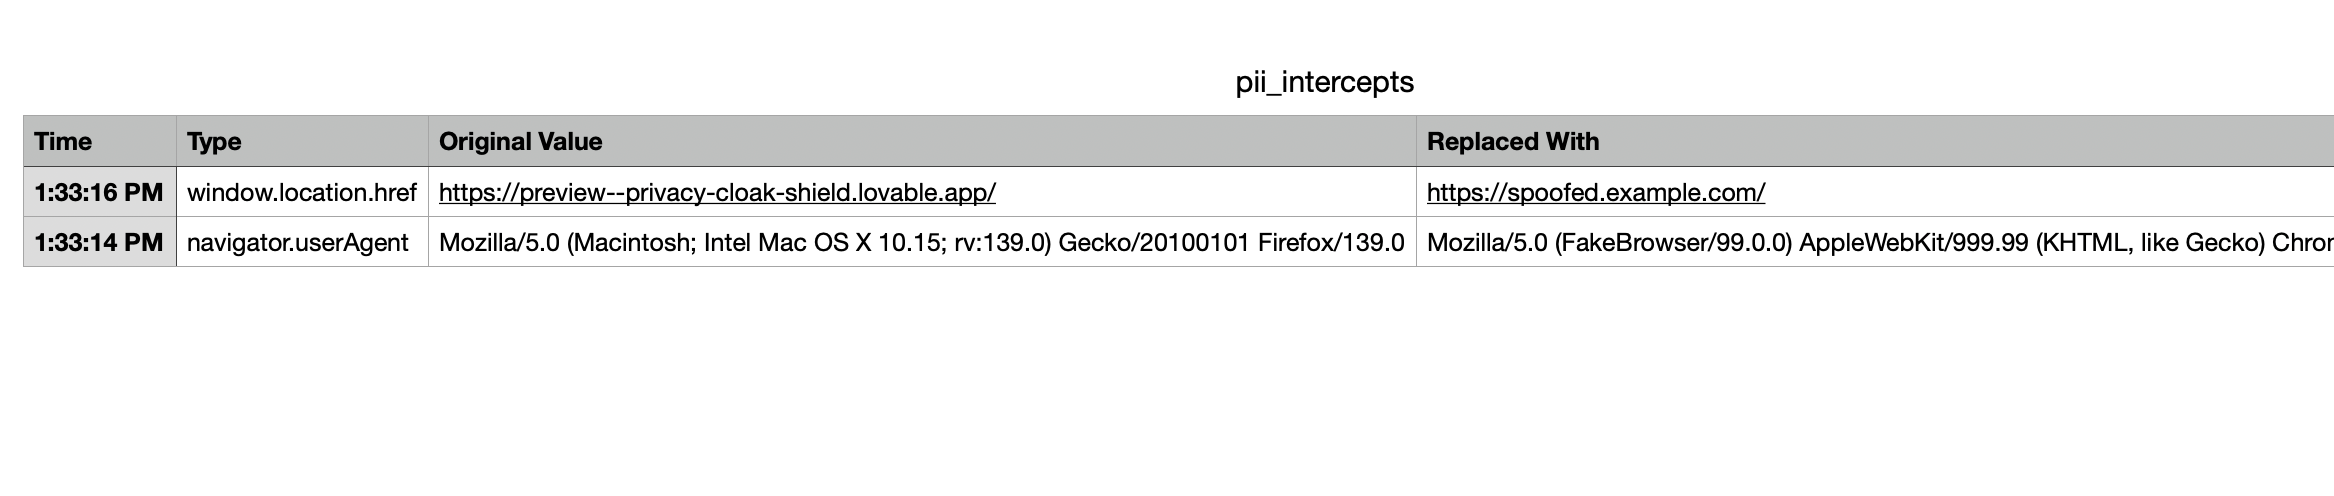 pii_intercepts
Time Type Original Value Replaced With
1:33:16 PM window.location.href https://preview--privacy-cloak-shield.lovable.app/ https://spoofed.example.com/
1:33:14 PM navigator.userAgent Mozilla/5.0 (Macintosh; Intel Mac OS X 10.15; rv:139.0) Gecko/20100101 Firefox/139.0 Mozilla/5.0 (FakeBrowser/99.0.0) AppleWebKit/999.99 (KHTML, like Gecko)